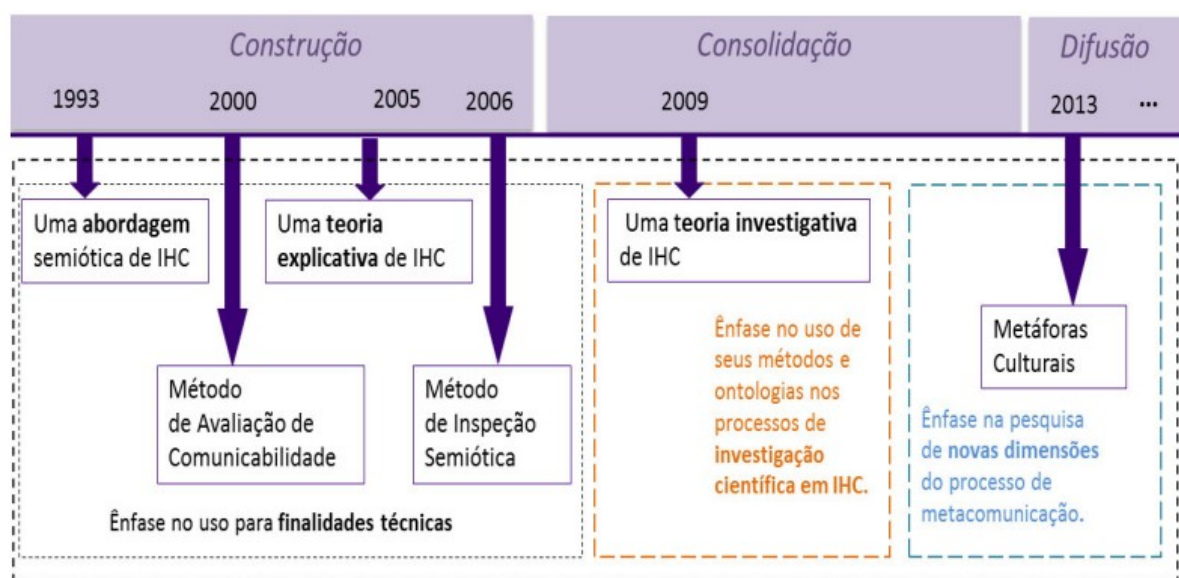 Construção
Consolidação
Difusão
1993
2000
2005
2006
2009
2013
...
Uma abordagem
semiótica de IHC
Uma teoria
explicativa de IHC
Uma teoria investigativa
de IHC
Método
de Avaliação de
Comunicabilidade
Método
de Inspeção
Semiótica
Ênfase no uso para finalidades técnicas
Ênfase no uso de
seus métodos e
ontologias nos
processos de
investigação
científica em IHC.
Metáforas
Culturais
Ênfase na pesquisa
de novas dimensões
do processo de
metacomunicação.